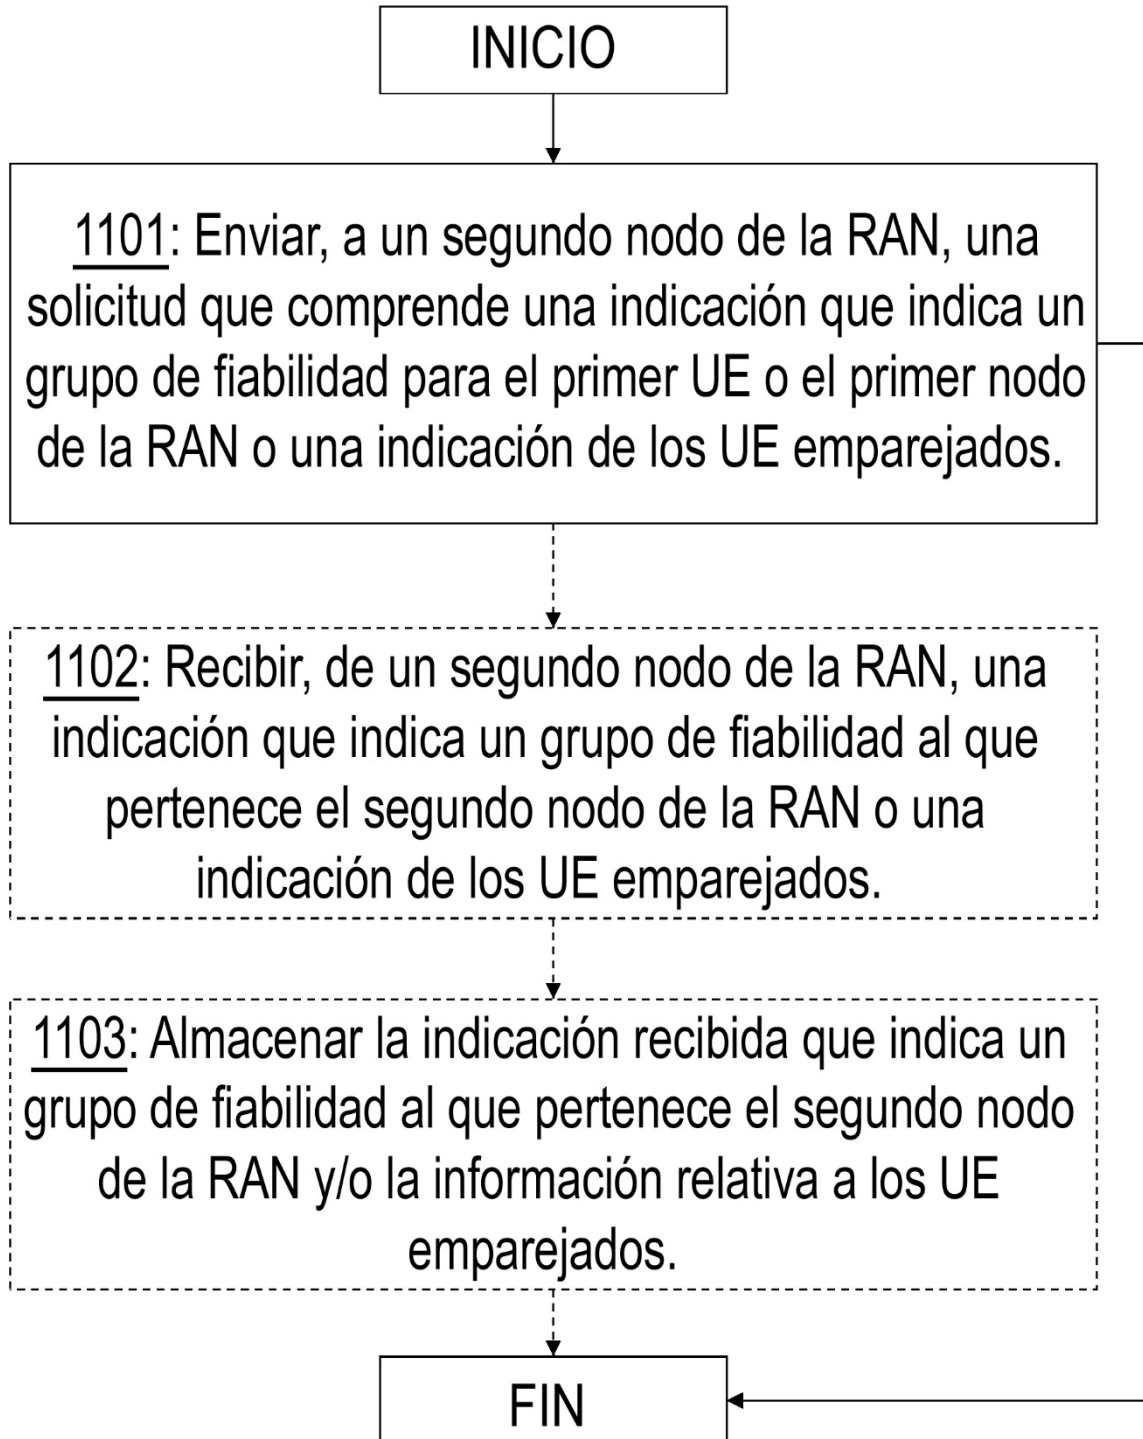 INICIO
1101: Enviar, a un segundo nodo de la RAN, una
solicitud que comprende una indicación que indica un
grupo de fiabilidad para el primer UE o el primer nodo
de la RAN o una indicación de los UE emparejados.
1102: Recibir, de un segundo nodo de la RAN, una
indicación que indica un grupo de fiabilidad al que
pertenece el segundo nodo de la RAN o una
indicación de los UE emparejados.
1103: Almacenar la indicación recibida que indica un
grupo de fiabilidad al que pertenece el segundo nodo
de la RAN y/o la información relativa a los UE
emparejados.
FIN